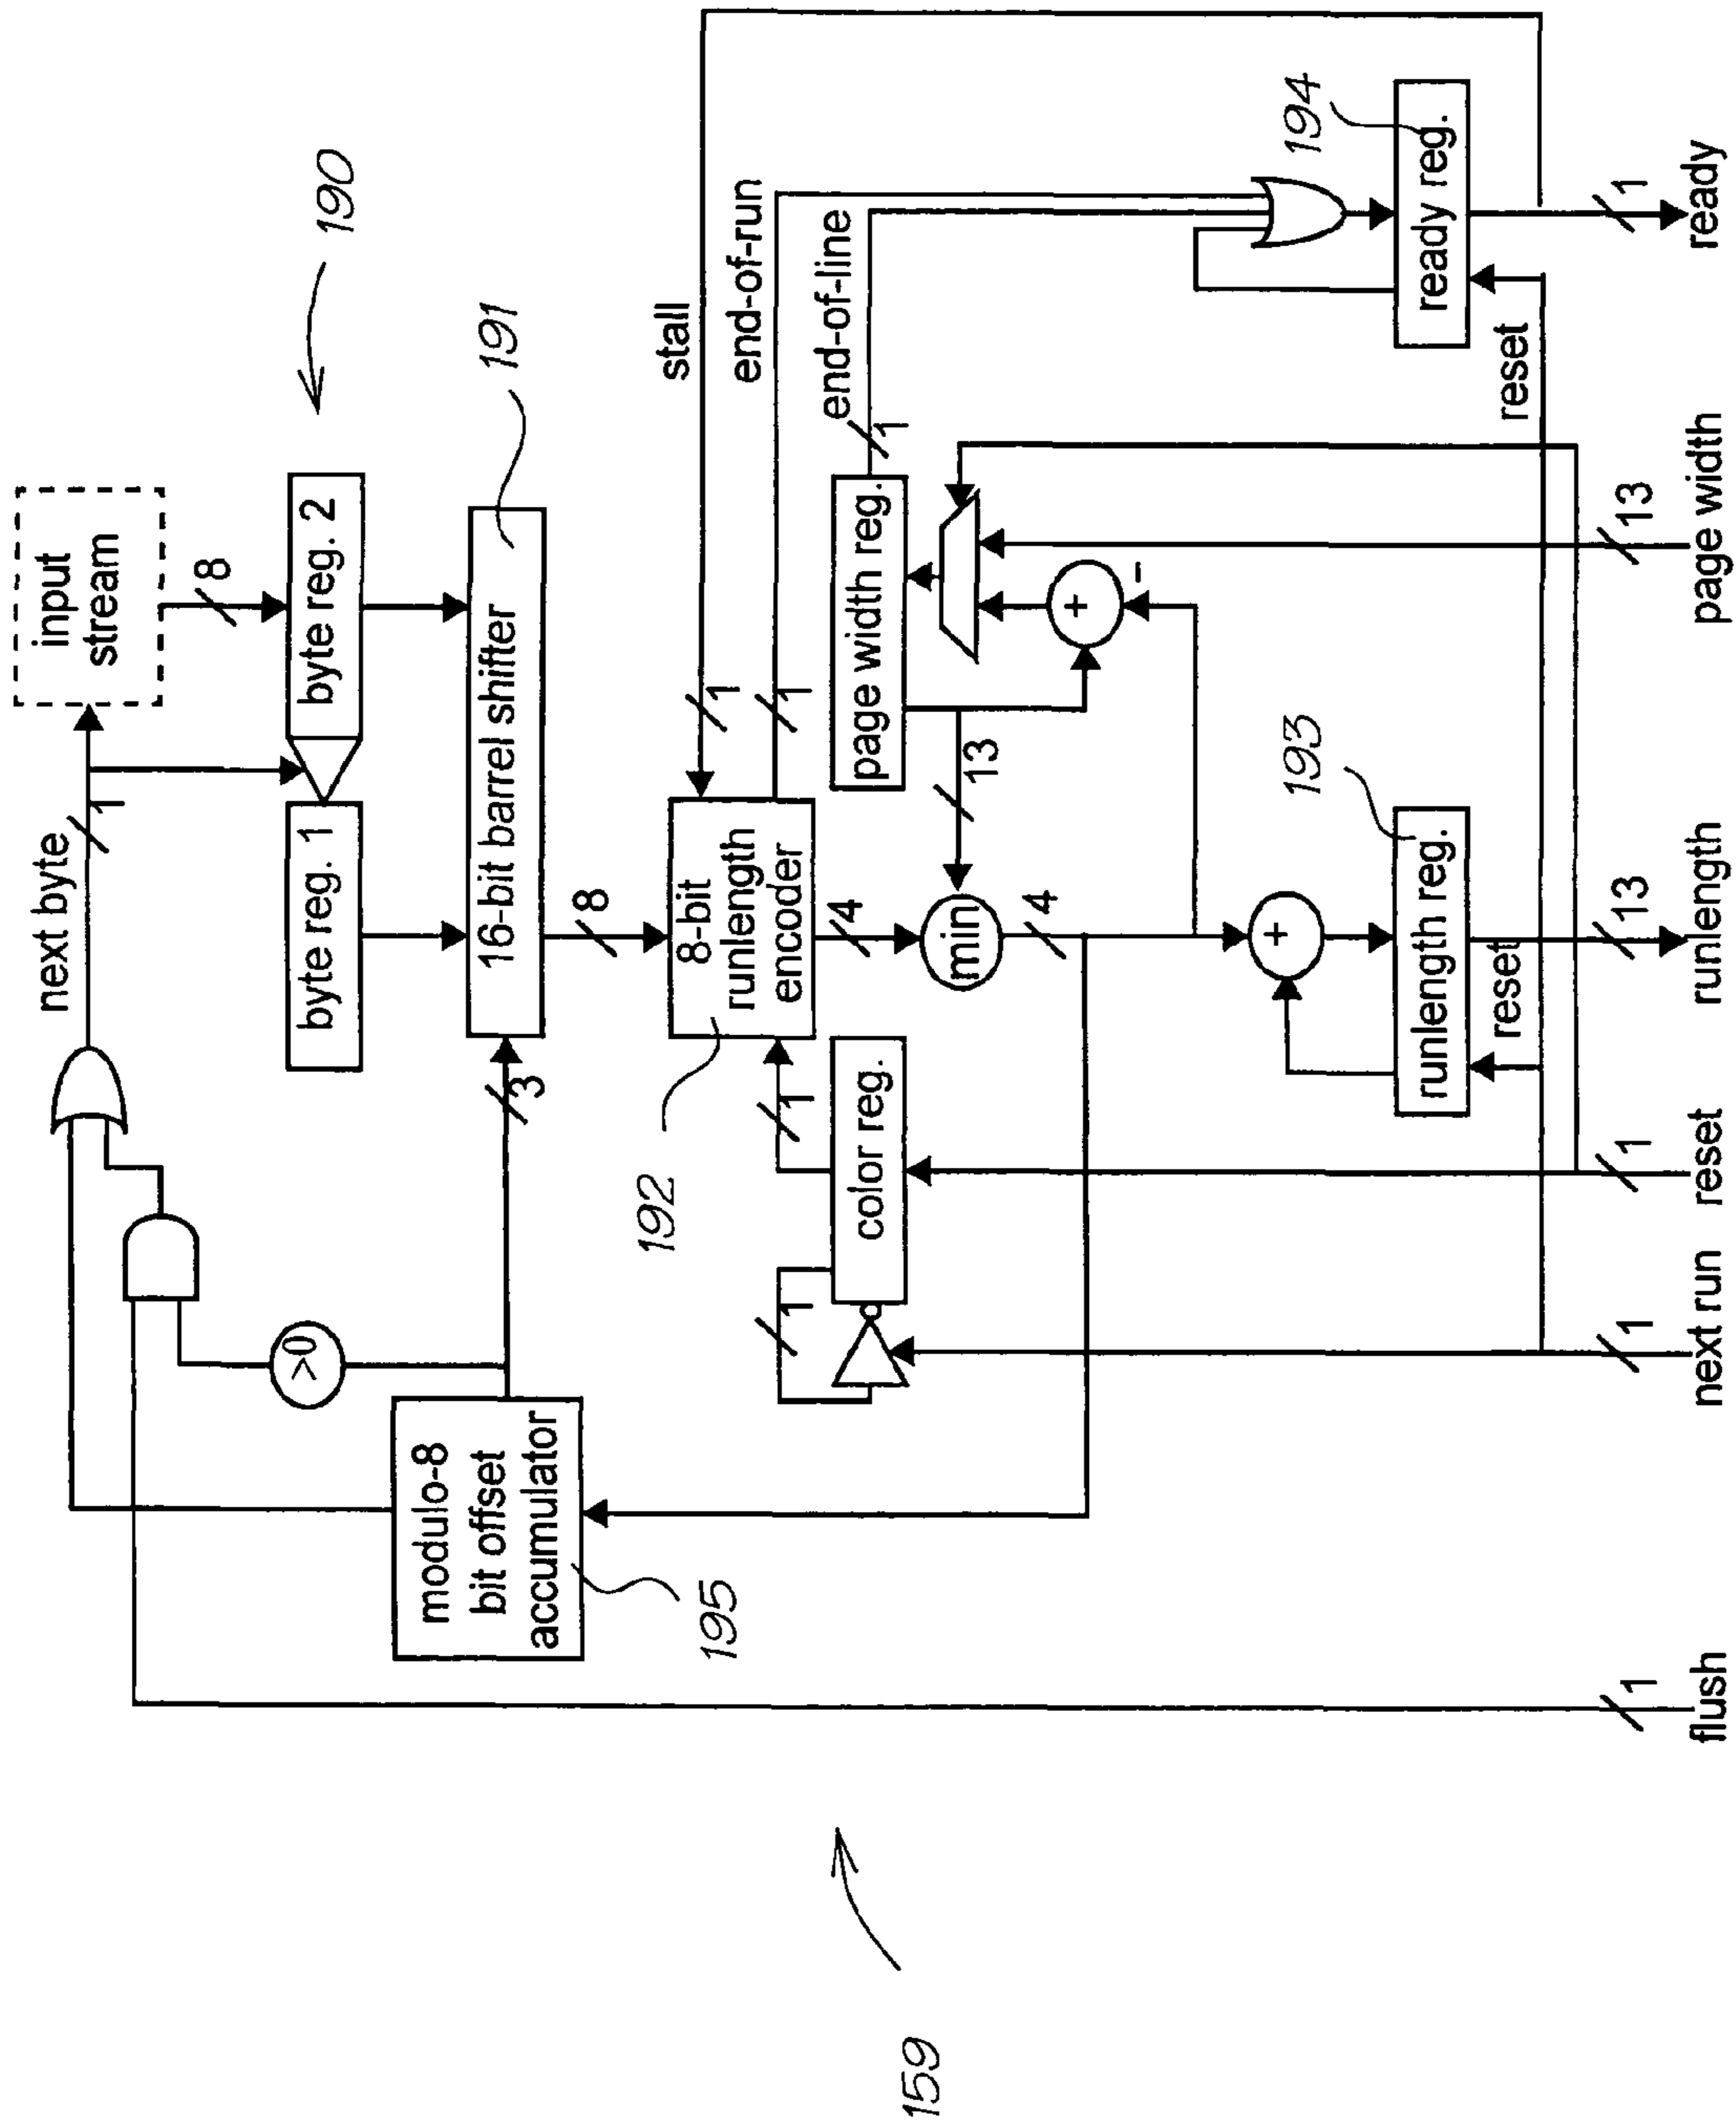 next byte
1
input
stream
8
190
byte reg. 1
byte reg. 2
191
16-bit barrel shifter
3
8
>0
modulo-8
bit offset
accumulator
195
192
8-bit
runlength
encoder
stall
1
end-of-run
1
end-of-line
1
1
1
color reg.
4
page width reg.
13
min
4
+
-
+
193
runlength reg.
194
ready reg.
reset
reset
1
flush
1
next run
1
reset
13
runlength
13
page width
1
ready
159